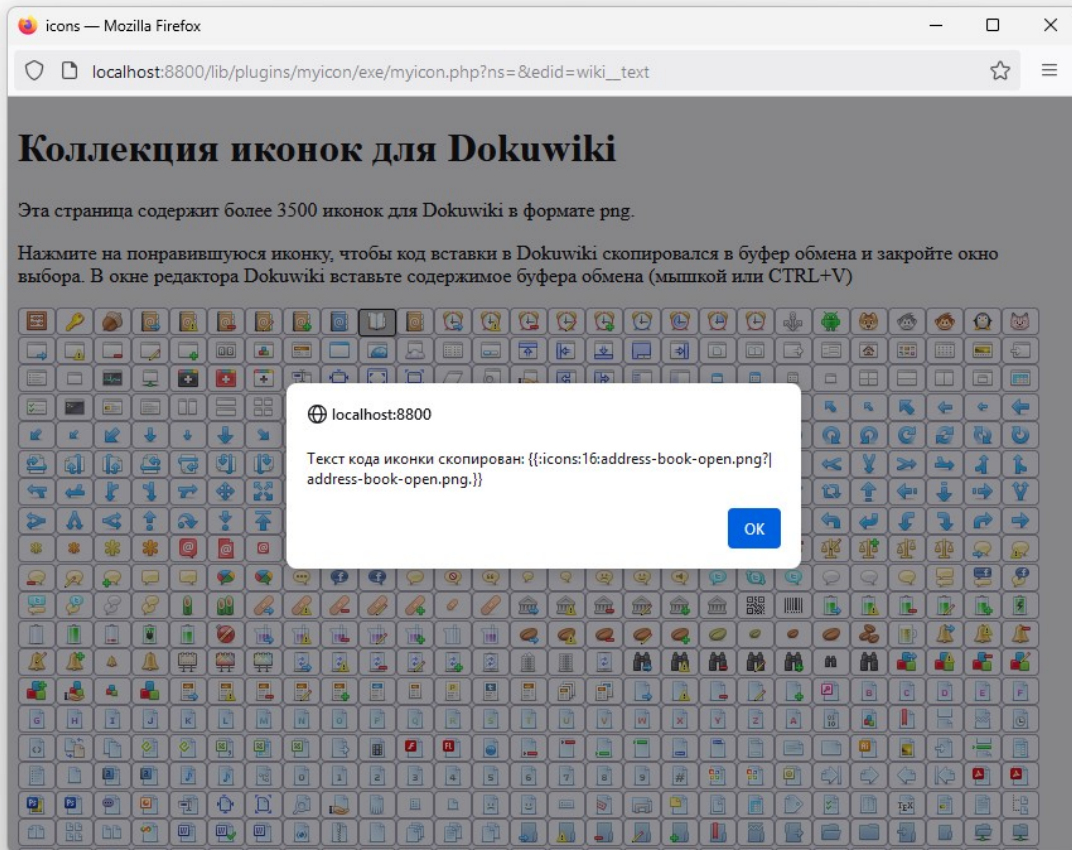 icons — Mozilla Firefox
localhost:8800/lib/plugins/myicon/exe/myicon.php?ns=&edid=wiki__text
Коллекция иконок для Dokuwiki
Эта страница содержит более 3500 иконок для Dokuwiki в формате png.
Нажмите на понравившуюся иконку, чтобы код вставки в Dokuwiki скопировался в буфер обмена и закройте окно
выбора. В окне редактора Dokuwiki вставьте содержимое буфера обмена (мышкой или CTRL+V)
localhost:8800
Текст кода иконки скопирован: {{:icons:16:address-book-open.png?|
address-book-open.png.}}
OK